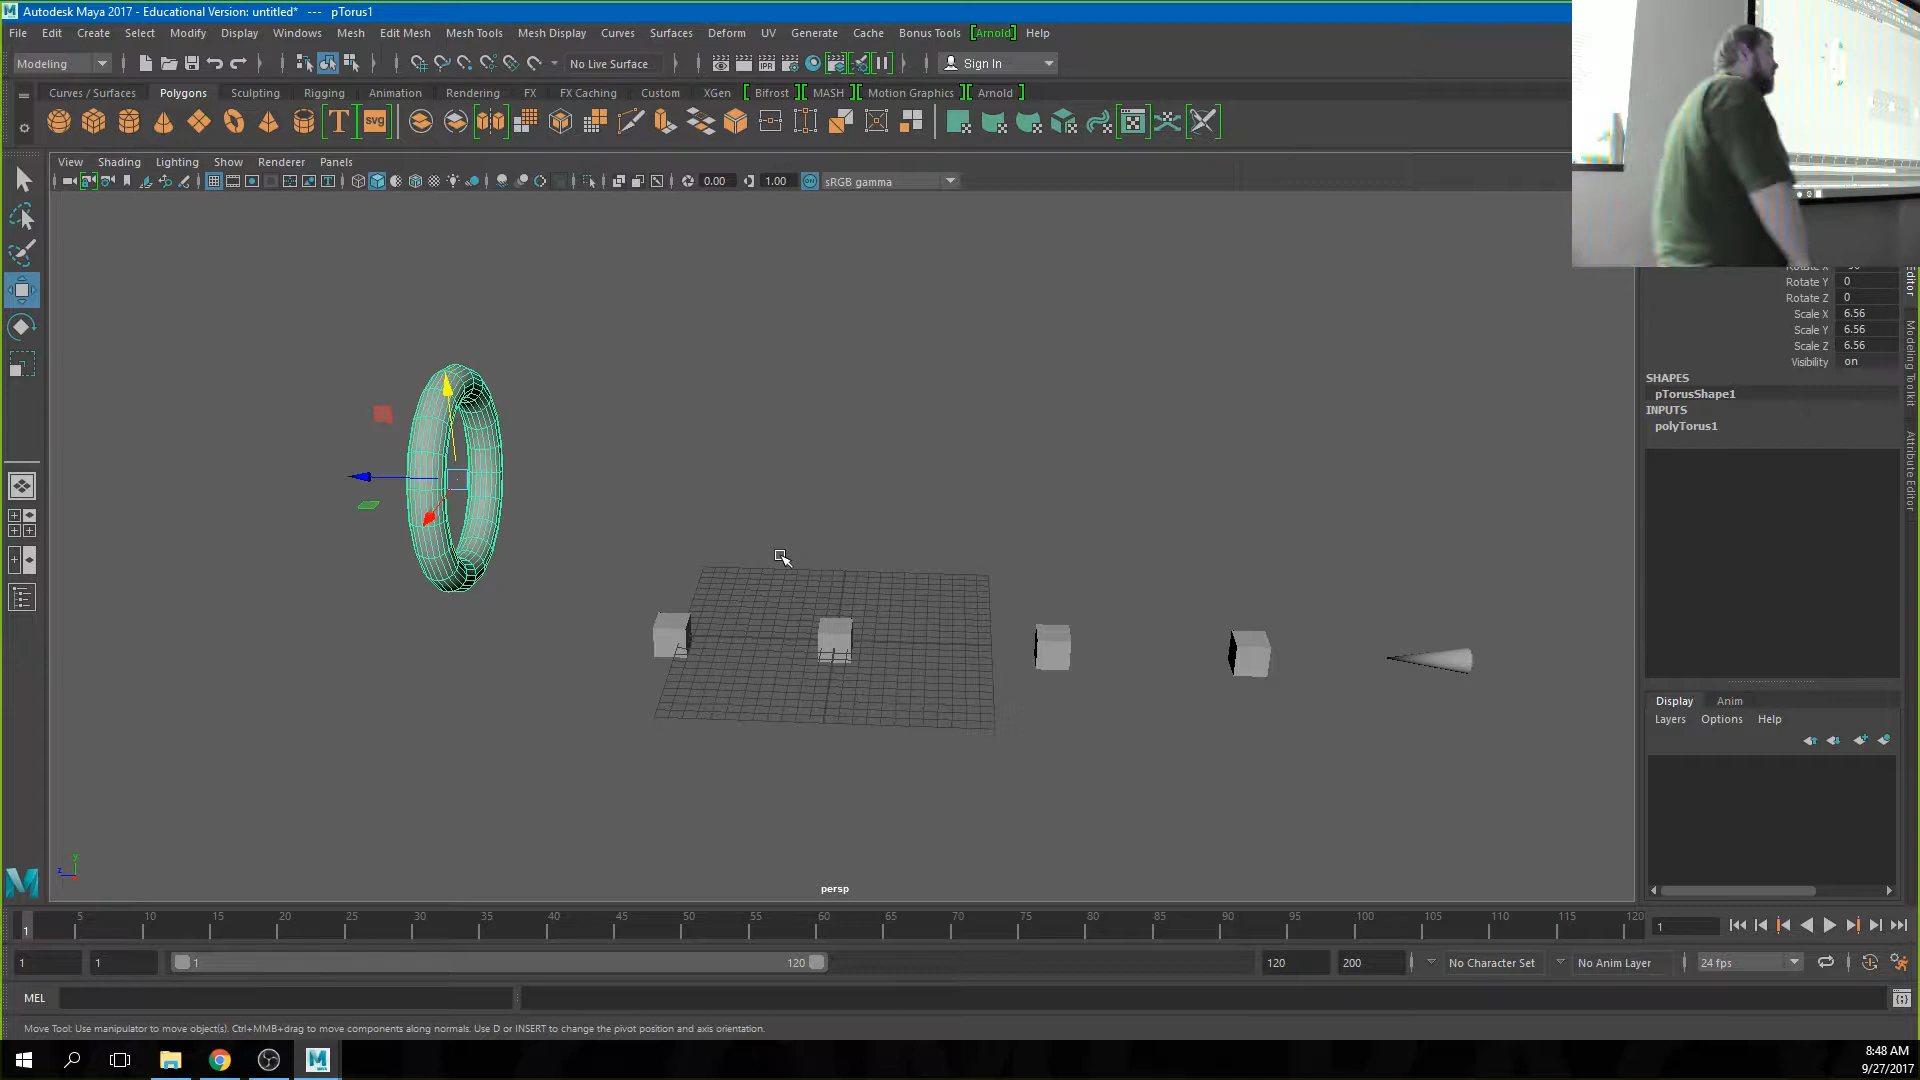 Autodesk Maya 2017 - Educational Version: untitled* --- pTorus1
File Edit Create Select Modify Display Windows Mesh Edit Mesh Mesh Tools Mesh Display Curves Surfaces Deform UV Generate Cache Bonus Tools [Arnold] Help
Modeling No Live Surface Sign In
Curves / Surfaces Polygons Sculpting Rigging Animation Rendering FX FX Caching Custom XGen [ Bifrost ] [ MASH ] [ Motion Graphics ] [ Arnold ]
T svg
View Shading Lighting Show Renderer Panels
0.00 1.00 ON sRGB gamma
Rotate Y 0
Rotate Z 0
Scale X 6.56
Scale Y 6.56
Scale Z 6.56
Visibility on
SHAPES
pTorusShape1
INPUTS
polyTorus1
Editor
Modeling Toolkit
Attribute Editor
Display Anim
Layers Options Help
y
z
persp
5 10 15 20 25 30 35 40 45 50 55 60 65 70 75 80 85 90 95 100 105 110 115 120
1 1
1 1 1 120 120 200 No Character Set No Anim Layer 24 fps
MEL
Move Tool: Use manipulator to move object(s). Ctrl+MMB+drag to move components along normals. Use D or INSERT to change the pivot position and axis orientation.
8:48 AM
9/27/2017